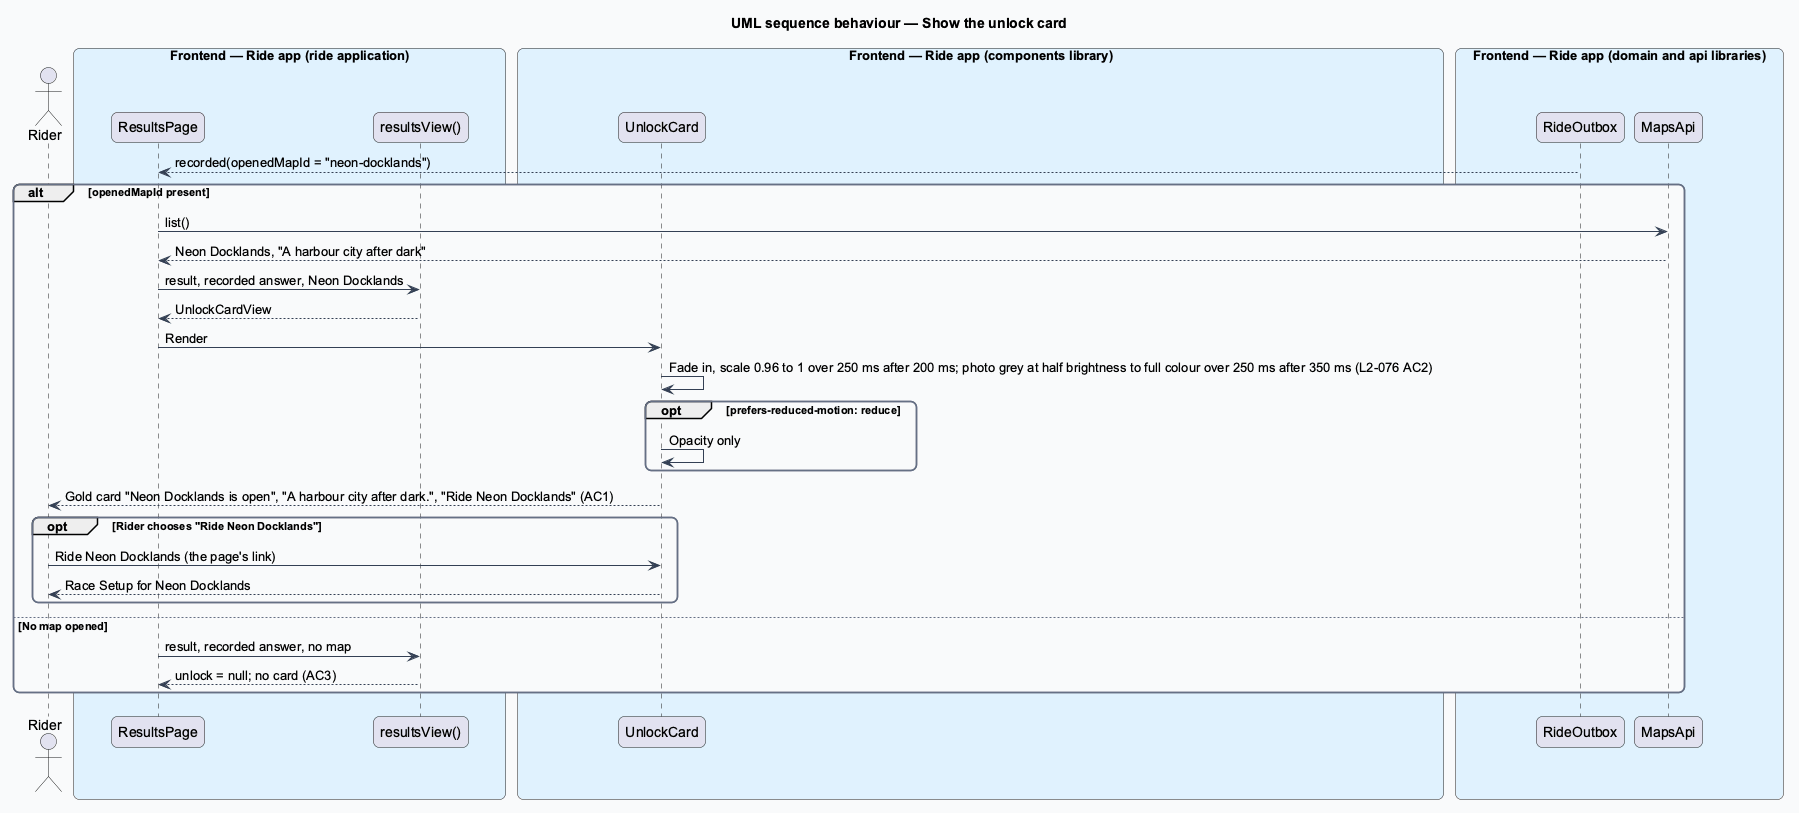 UML sequence behaviour — Show the unlock card
Frontend — Ride app (ride application)
Frontend — Ride app (components library)
Frontend — Ride app (domain and api libraries)
Rider
ResultsPage
resultsView()
UnlockCard
RideOutbox
MapsApi
recorded(openedMapId = "neon-docklands")
alt
[openedMapId present]
list()
Neon Docklands, "A harbour city after dark"
result, recorded answer, Neon Docklands
UnlockCardView
Render
Fade in, scale 0.96 to 1 over 250 ms after 200 ms; photo grey at half brightness to full colour over 250 ms after 350 ms (L2-076 AC2)
opt
[prefers-reduced-motion: reduce]
Opacity only
Gold card "Neon Docklands is open", "A harbour city after dark.", "Ride Neon Docklands" (AC1)
opt
[Rider chooses "Ride Neon Docklands"]
Ride Neon Docklands (the page's link)
Race Setup for Neon Docklands
[No map opened]
result, recorded answer, no map
unlock = null; no card (AC3)
Rider
ResultsPage
resultsView()
UnlockCard
RideOutbox
MapsApi